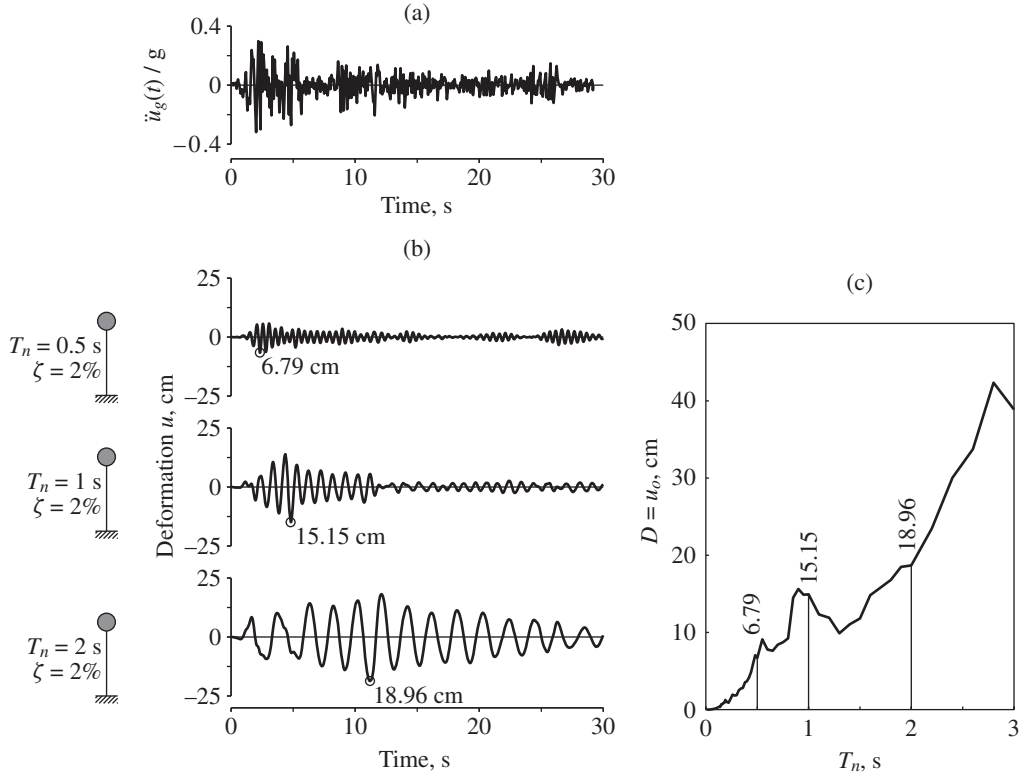 (a)
0.4
0
−0.4
ü_g(t) / g
0 10 20 30
Time, s
(b)
25
0
−25
6.79 cm
T_n = 0.5 s
ζ = 2%
25
0
−25
15.15 cm
T_n = 1 s
ζ = 2%
25
0
−25
18.96 cm
T_n = 2 s
ζ = 2%
Deformation u, cm
0 10 20 30
Time, s
(c)
50
40
30
20
10
0
D = u_o, cm
6.79
15.15
18.96
0 1 2 3
T_n, s